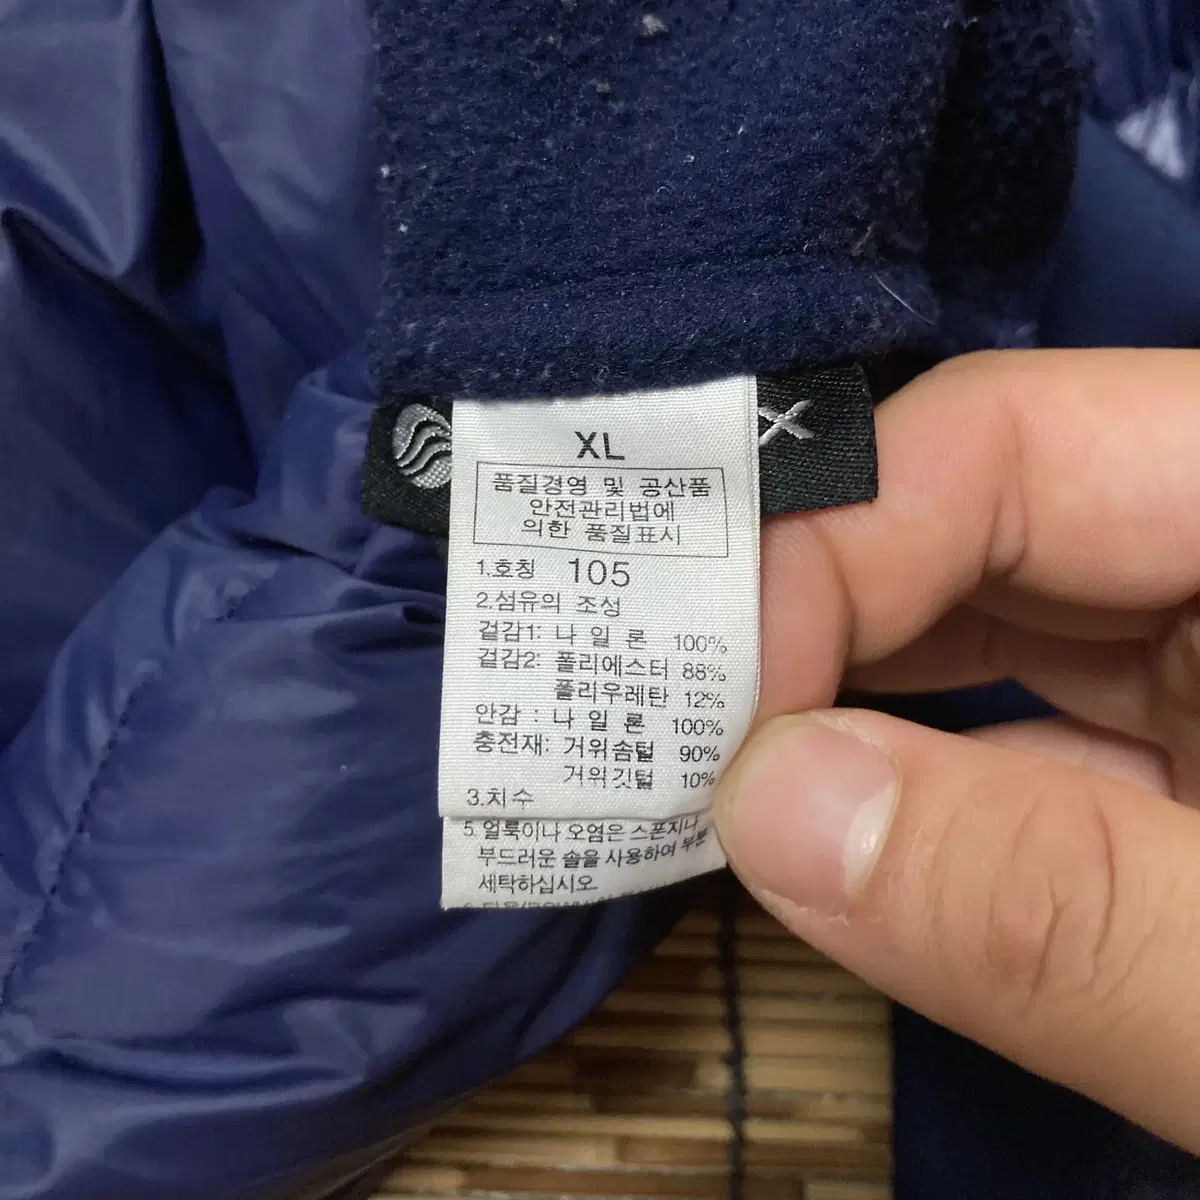 XL
품질경영 및 공산품
안전관리법에
의한 품질표시
1.호칭 105
2.섬유의 조성
겉감1: 나 일 론 100%
겉감2: 폴리에스터 88%
폴리우레탄 12%
안감 : 나 일 론 100%
충전재: 거위솜털 90%
거위깃털 10%
3.치수
5. 얼룩이나 오염은 스폰지나
부드러운 솔을 사용하여 부분
세탁하십시오